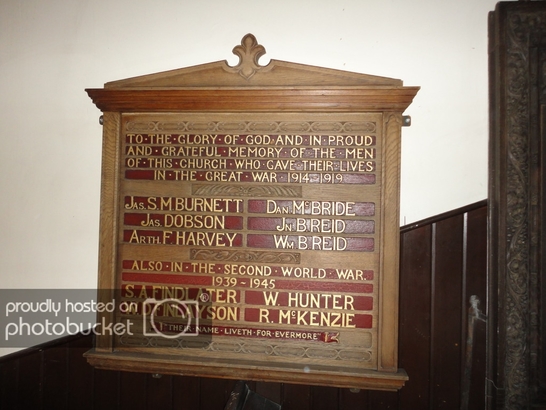 TO·THE·GLORY·OF·GOD·AND·IN·PROUD
AND·GRATEFUL·MEMORY·OF·THE·MEN
OF·THIS·CHURCH·WHO·GAVE·THEIR·LIVES
IN·THE·GREAT·WAR·1914-1919
JAS. S. M BURNETT
DAN. McBRIDE
JAS. DOBSON
JN. B REID
ARTH. F. HARVEY
WM. B. REID
ALSO·IN·THE·SECOND·WORLD·WAR.
1939-1945
W. HUNTER
R. McKENZIE
"THEIR·NAME·LIVETH·FOR·EVERMORE"
proudly hosted on
photobucket